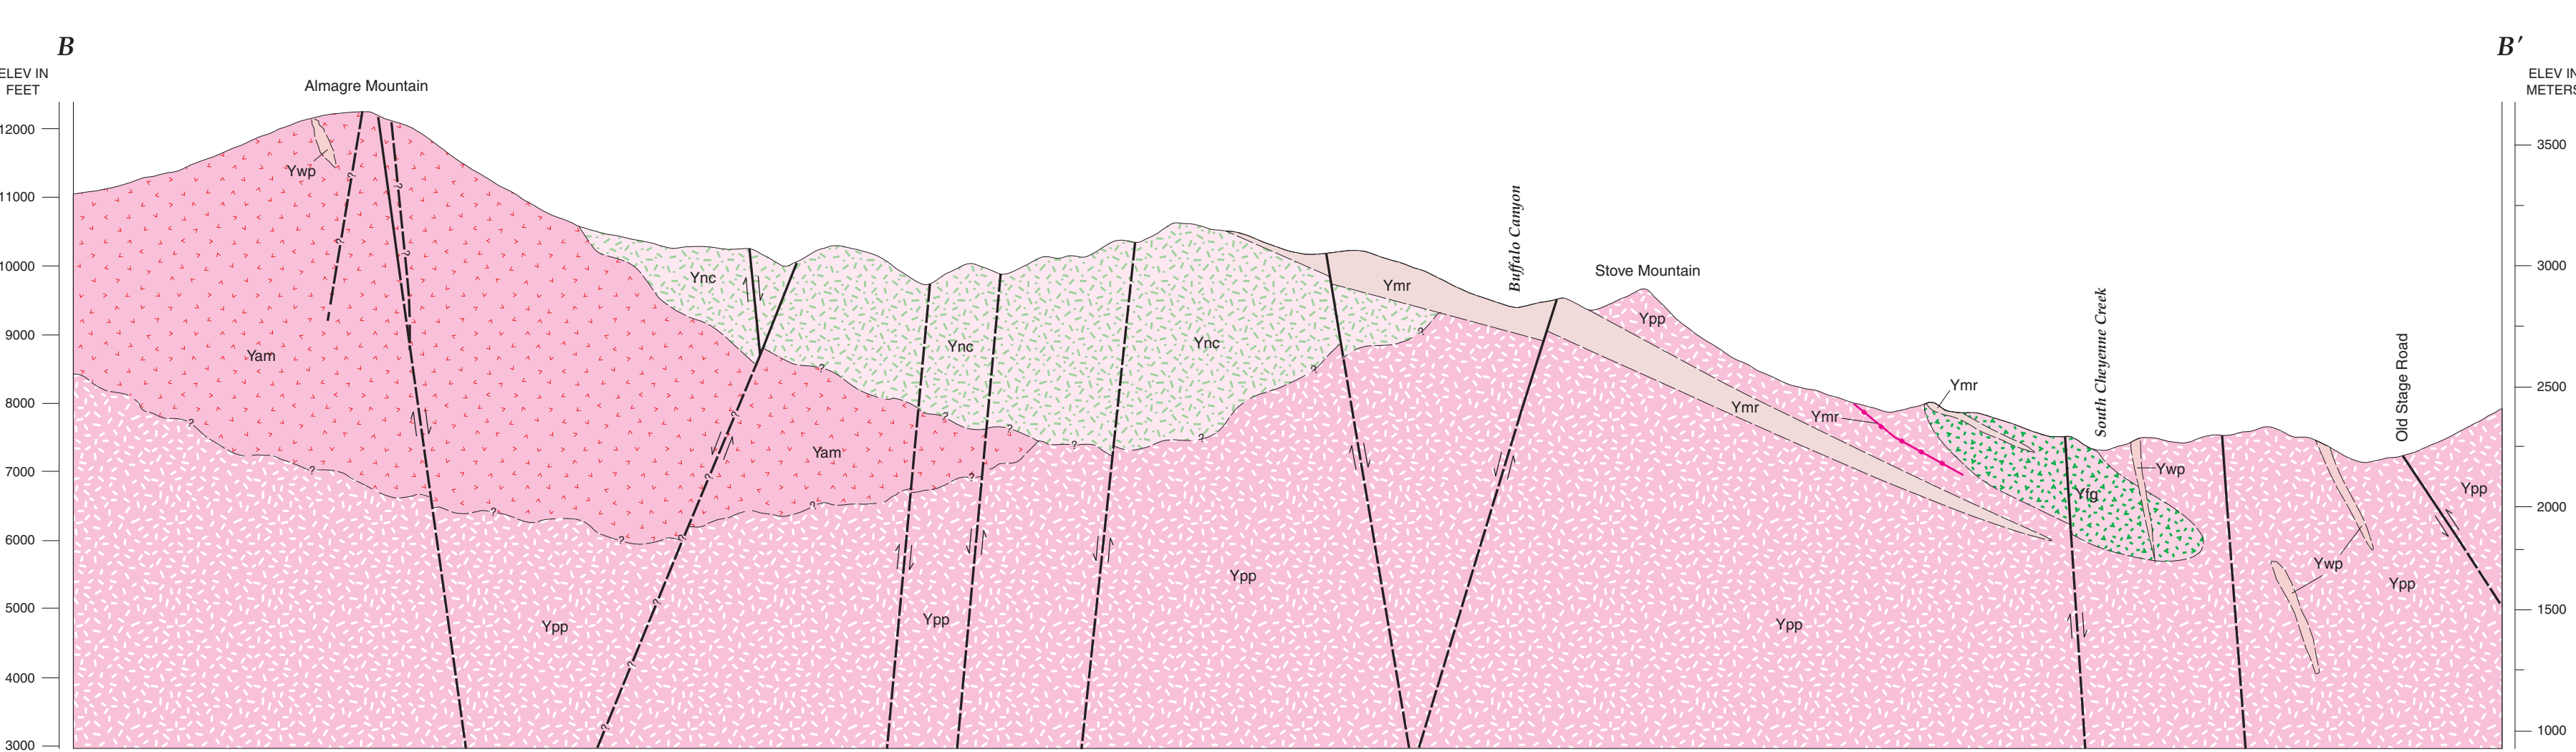 B
B′
ELEV IN
FEET
ELEV IN
METERS
Almagre Mountain
12000
11000
10000
9000
8000
7000
6000
5000
4000
3000
3500
3000
2500
2000
1500
1000
Buffalo Canyon
Stove Mountain
South Cheyenne Creek
Old Stage Road
Ywp
Yam
Ync
Yam
Ync
Ync
Ymr
Ypp
Ymr
Ymr
Ymr
Yfg
Ywp
Ypp
Ywp
Ypp
Ypp
Ypp
Ypp
Ypp
? ? ? ? ? ? ? ? ? ? ? ? ? ? ? ? ? ? ? ? ? ? ? ? ? ? ?